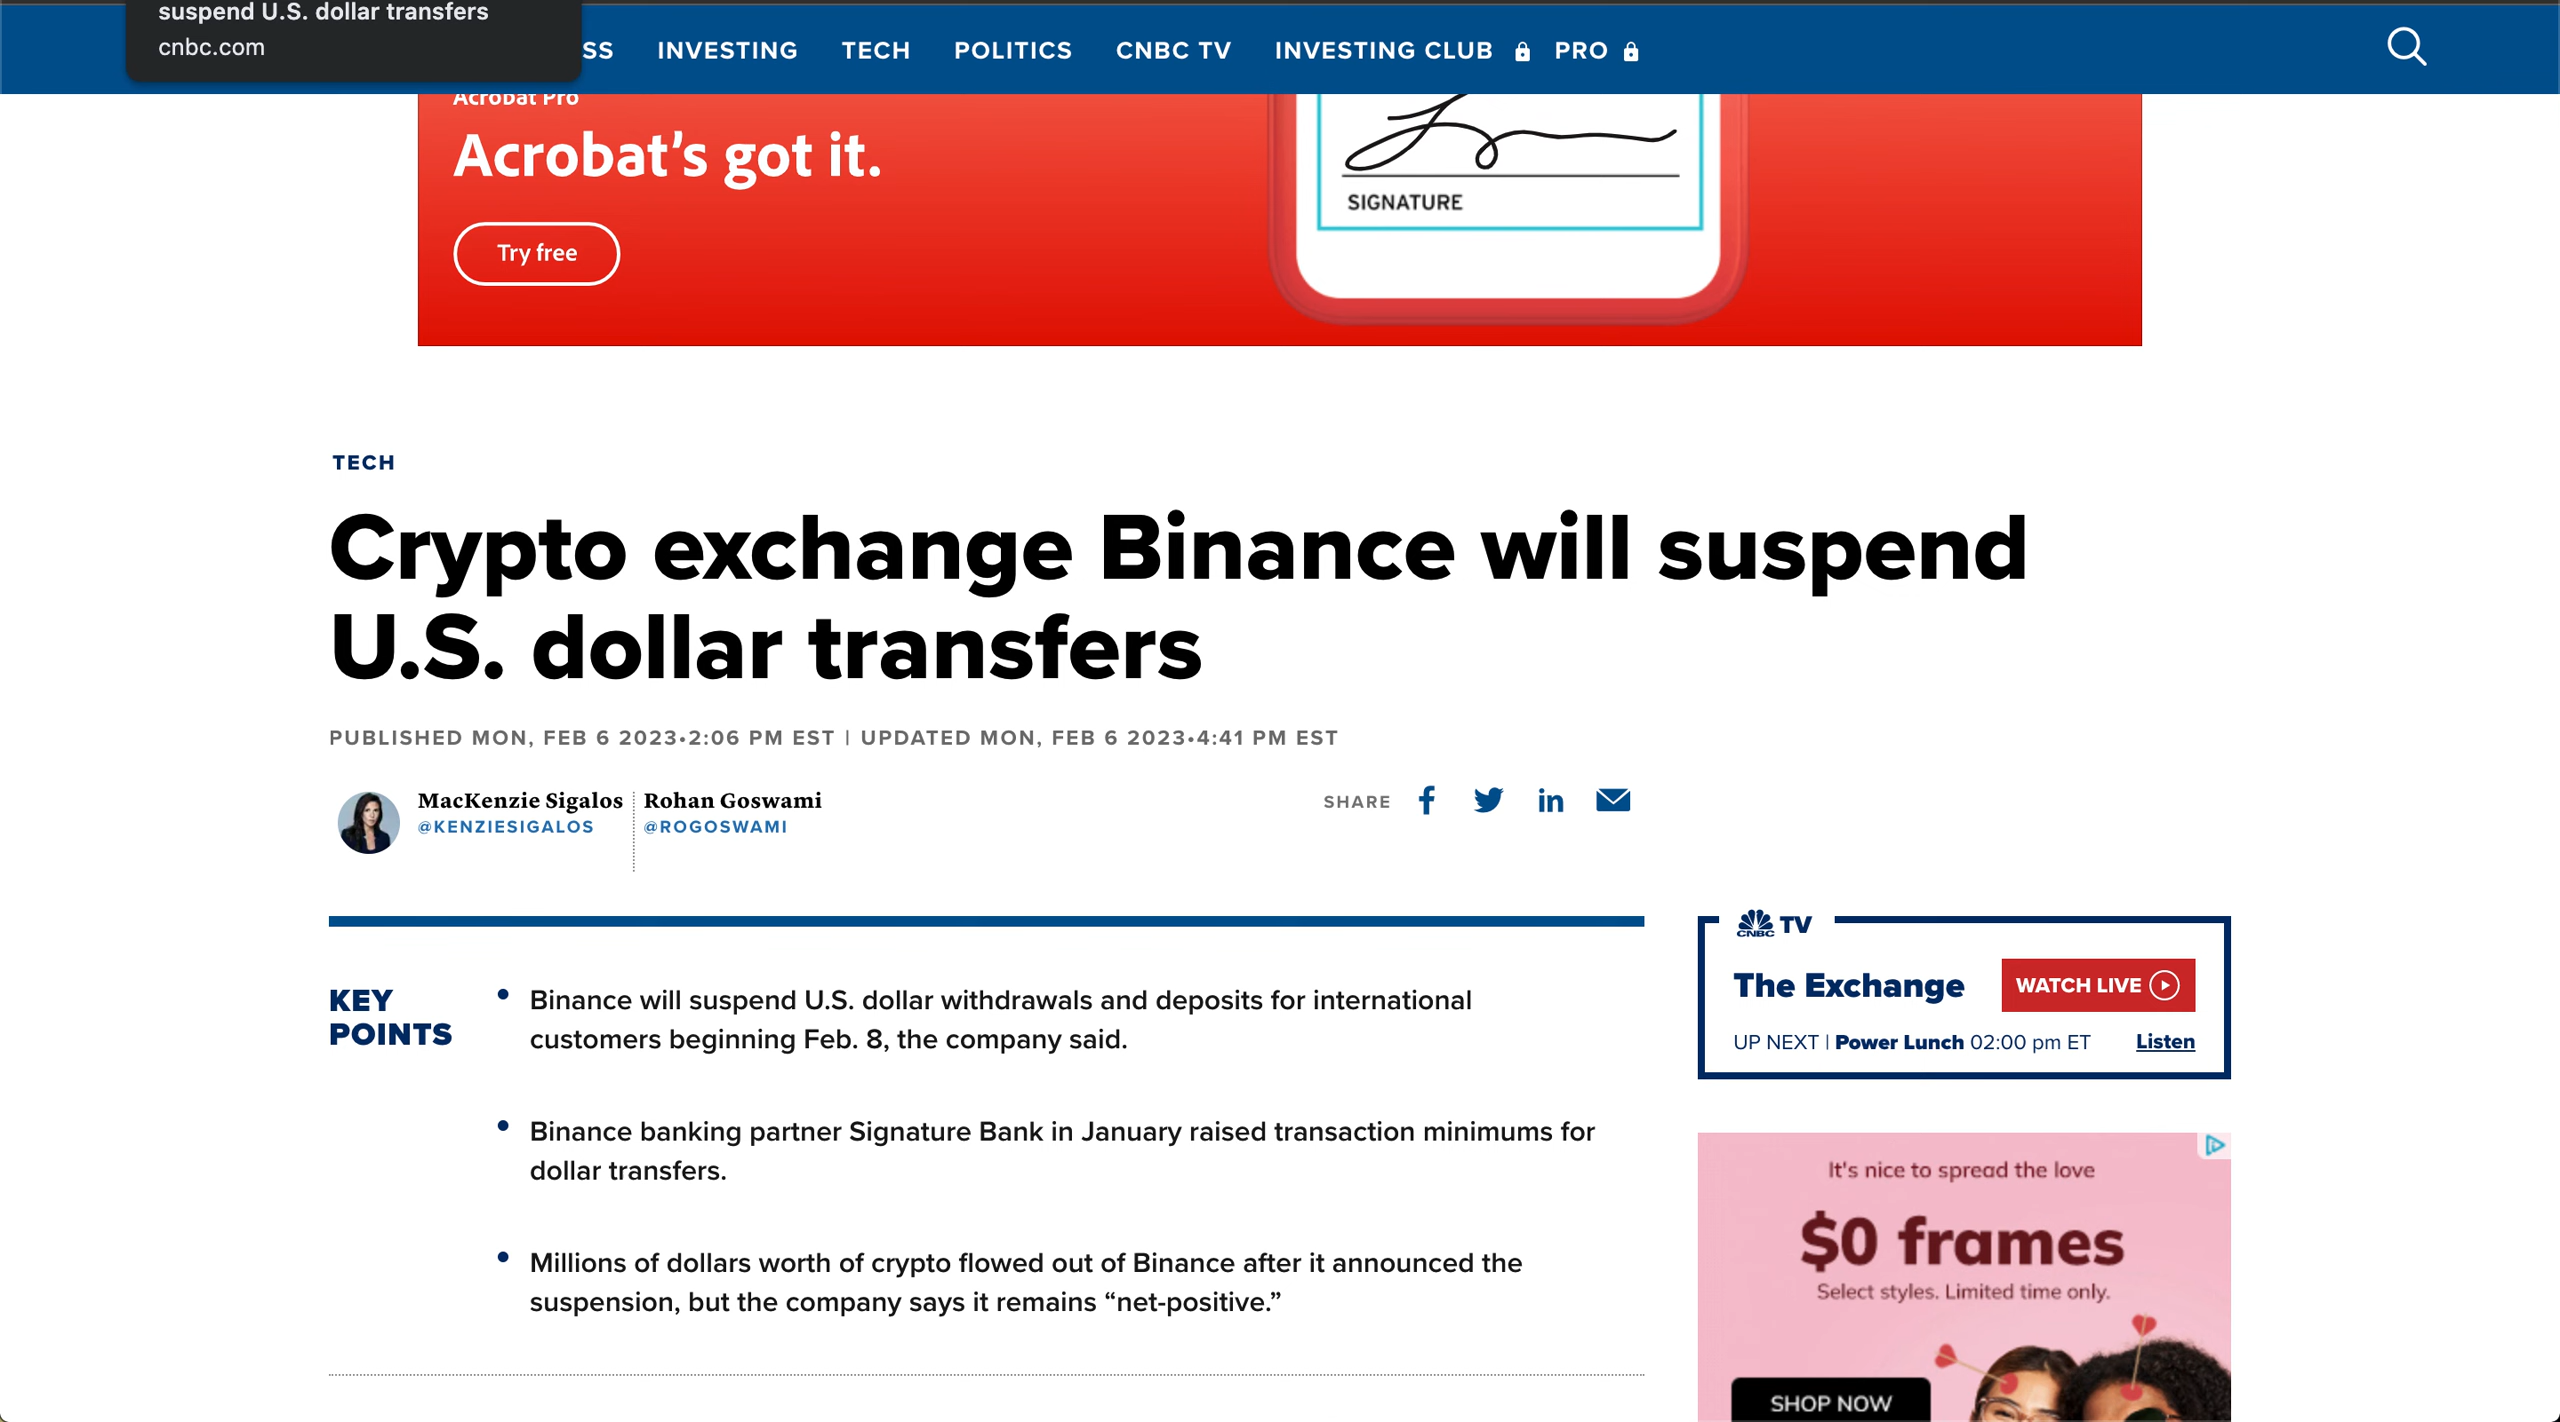 suspend U.S. dollar transfers
cnbc.com
SS INVESTING TECH POLITICS CNBC TV INVESTING CLUB PRO
Acrobat Pro
Acrobat's got it.
Try free
SIGNATURE
TECH
Crypto exchange Binance will suspend
U.S. dollar transfers
PUBLISHED MON, FEB 6 2023•2:06 PM EST | UPDATED MON, FEB 6 2023•4:41 PM EST
MacKenzie Sigalos
@KENZIESIGALOS
Rohan Goswami
@ROGOSWAMI
SHARE
KEY
POINTS
• Binance will suspend U.S. dollar withdrawals and deposits for international
customers beginning Feb. 8, the company said.
• Binance banking partner Signature Bank in January raised transaction minimums for
dollar transfers.
• Millions of dollars worth of crypto flowed out of Binance after it announced the
suspension, but the company says it remains “net-positive.”
CNBC TV
The Exchange
WATCH LIVE
UP NEXT | Power Lunch 02:00 pm ET
Listen
It's nice to spread the love
$0 frames
Select styles. Limited time only.
SHOP NOW